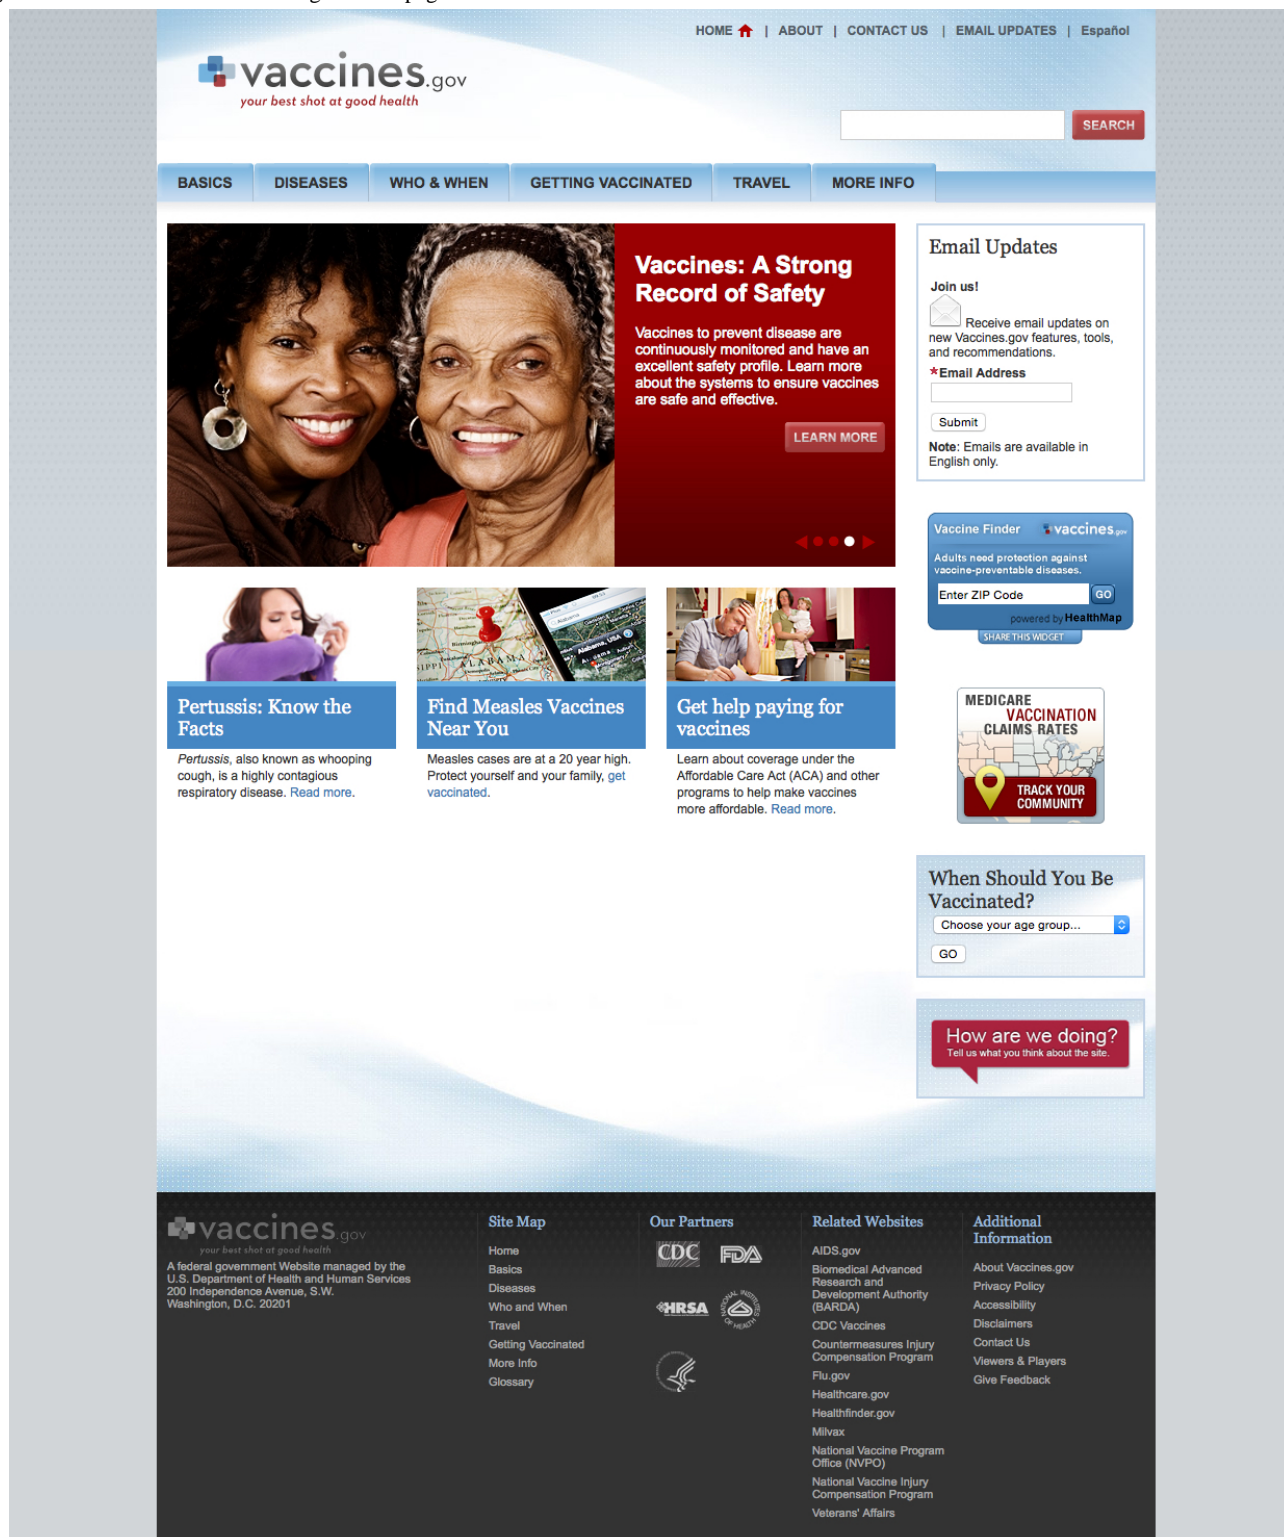 HOME | ABOUT | CONTACT US | EMAIL UPDATES | Español
vaccines.gov
your best shot at good health
SEARCH
BASICS DISEASES WHO & WHEN GETTING VACCINATED TRAVEL MORE INFO
Vaccines: A Strong
Record of Safety
Vaccines to prevent disease are
continuously monitored and have an
excellent safety profile. Learn more
about the systems to ensure vaccines
are safe and effective.
LEARN MORE
Email Updates
Join us!
Receive email updates on
new Vaccines.gov features, tools,
and recommendations.
*Email Address
Submit
Note: Emails are available in
English only.
Vaccine Finder vaccines.gov
Adults need protection against
vaccine-preventable diseases.
Enter ZIP Code GO
powered by HealthMap
SHARE THIS WIDGET
Pertussis: Know the
Facts
Pertussis, also known as whooping
cough, is a highly contagious
respiratory disease. Read more.
ALABAMA
Alabama, USA
Find Measles Vaccines
Near You
Measles cases are at a 20 year high.
Protect yourself and your family, get
vaccinated.
Get help paying for
vaccines
Learn about coverage under the
Affordable Care Act (ACA) and other
programs to help make vaccines
more affordable. Read more.
MEDICARE
VACCINATION
CLAIMS RATES
TRACK YOUR
COMMUNITY
When Should You Be
Vaccinated?
Choose your age group...
GO
How are we doing?
Tell us what you think about the site.
vaccines.gov
your best shot at good health
A federal government Website managed by the
U.S. Department of Health and Human Services
200 Independence Avenue, S.W.
Washington, D.C. 20201
Site Map
Home
Basics
Diseases
Who and When
Travel
Getting Vaccinated
More Info
Glossary
Our Partners
CDC FDA
HRSA NATIONAL INSTITUTES OF HEALTH
Related Websites
AIDS.gov
Biomedical Advanced
Research and
Development Authority
(BARDA)
CDC Vaccines
Countermeasures Injury
Compensation Program
Flu.gov
Healthcare.gov
Healthfinder.gov
Milvax
National Vaccine Program
Office (NVPO)
National Vaccine Injury
Compensation Program
Veterans' Affairs
Additional
Information
About Vaccines.gov
Privacy Policy
Accessibility
Disclaimers
Contact Us
Viewers & Players
Give Feedback